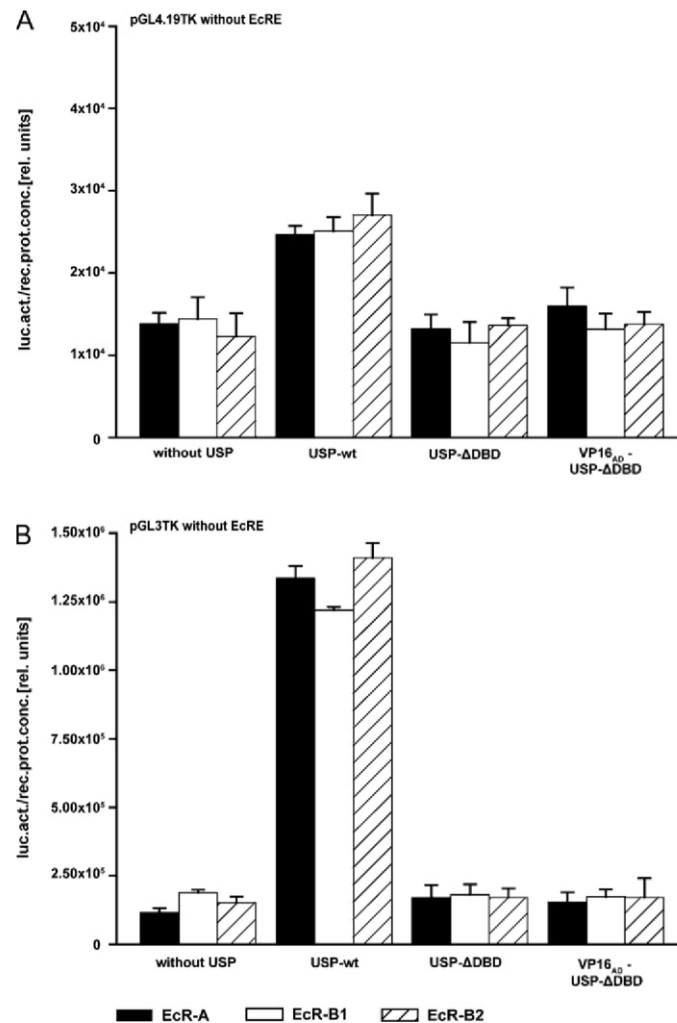 A
pGL4.19TK without EcRE
luc.act./rec.prot.conc.[rel. units]
5x10⁴
4x10⁴
3x10⁴
2x10⁴
1x10⁴
0
without USP
USP-wt
USP-ΔDBD
VP16AD -
USP-ΔDBD
B
pGL3TK without EcRE
luc.act./rec.prot.conc.[rel. units]
1.50x10⁶
1.25x10⁶
1.00x10⁶
7.50x10⁵
5.00x10⁵
2.50x10⁵
0
without USP
USP-wt
USP-ΔDBD
VP16AD -
USP-ΔDBD
EcR-A
EcR-B1
EcR-B2